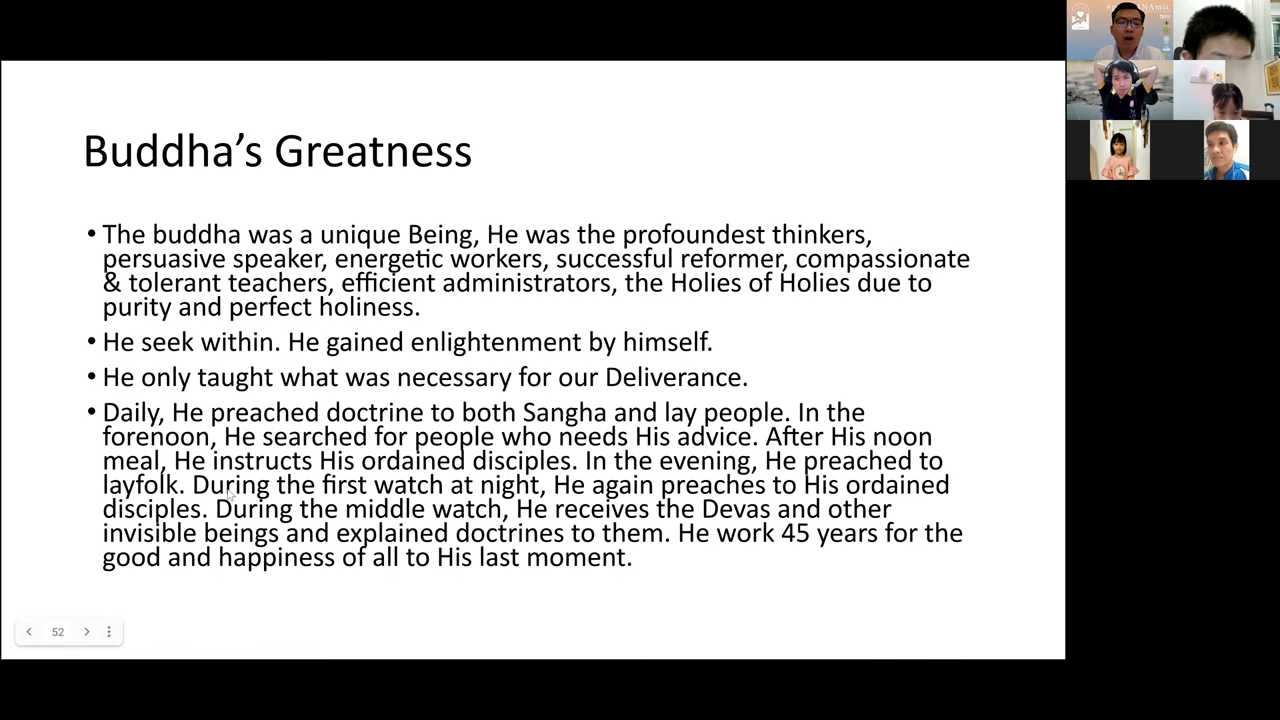 Buddha’s Greatness
• The buddha was a unique Being, He was the profoundest thinkers,
persuasive speaker, energetic workers, successful reformer, compassionate
& tolerant teachers, efficient administrators, the Holies of Holies due to
purity and perfect holiness.
• He seek within. He gained enlightenment by himself.
• He only taught what was necessary for our Deliverance.
• Daily, He preached doctrine to both Sangha and lay people. In the
forenoon, He searched for people who needs His advice. After His noon
meal, He instructs His ordained disciples. In the evening, He preached to
layfolk. During the first watch at night, He again preaches to His ordained
disciples. During the middle watch, He receives the Devas and other
invisible beings and explained doctrines to them. He work 45 years for the
good and happiness of all to His last moment.
52